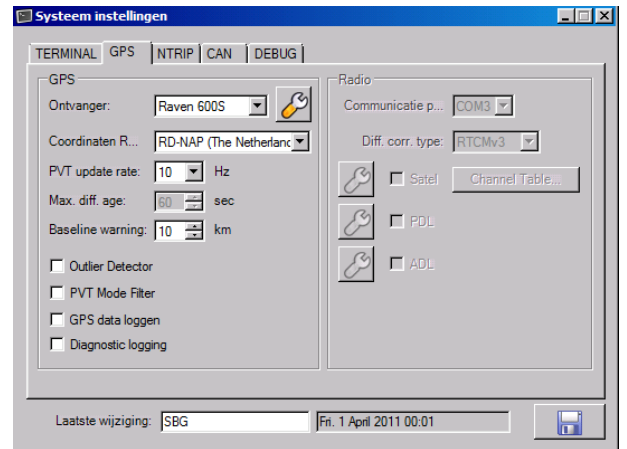 Systeem instellingen
TERMINAL GPS NTRIP CAN DEBUG
GPS
Ontvanger: Raven 600S
Coordinaten R... RD-NAP (The Netherlanc
PVT update rate: 10 Hz
Max. diff. age: 60 sec
Baseline warning: 10 km
Outlier Detector
PVT Mode Filter
GPS data loggen
Diagnostic logging
Radio
Communicatie p... COM3
Diff. corr. type: RTCMv3
Satel Channel Table...
PDL
ADL
Laatste wijziging: SBG Fri. 1 April 2011 00:01